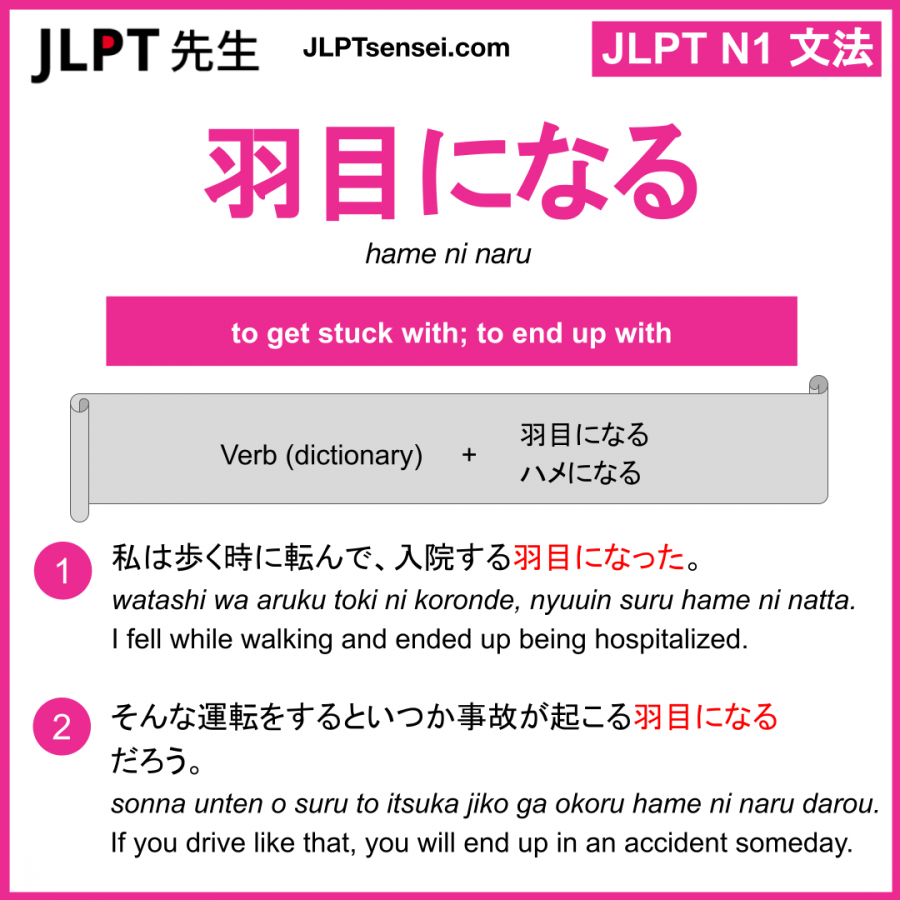 JLPT 先生
JLPTsensei.com
JLPT N1 文法
羽目になる
hame ni naru
to get stuck with; to end up with
Verb (dictionary) + 羽目になる
ハメになる
1 私は歩く時に転んで、入院する羽目になった。
watashi wa aruku toki ni koronde, nyuuin suru hame ni natta.
I fell while walking and ended up being hospitalized.
2 そんな運転をするといつか事故が起こる羽目になる
だろう。
sonna unten o suru to itsuka jiko ga okoru hame ni naru darou.
If you drive like that, you will end up in an accident someday.